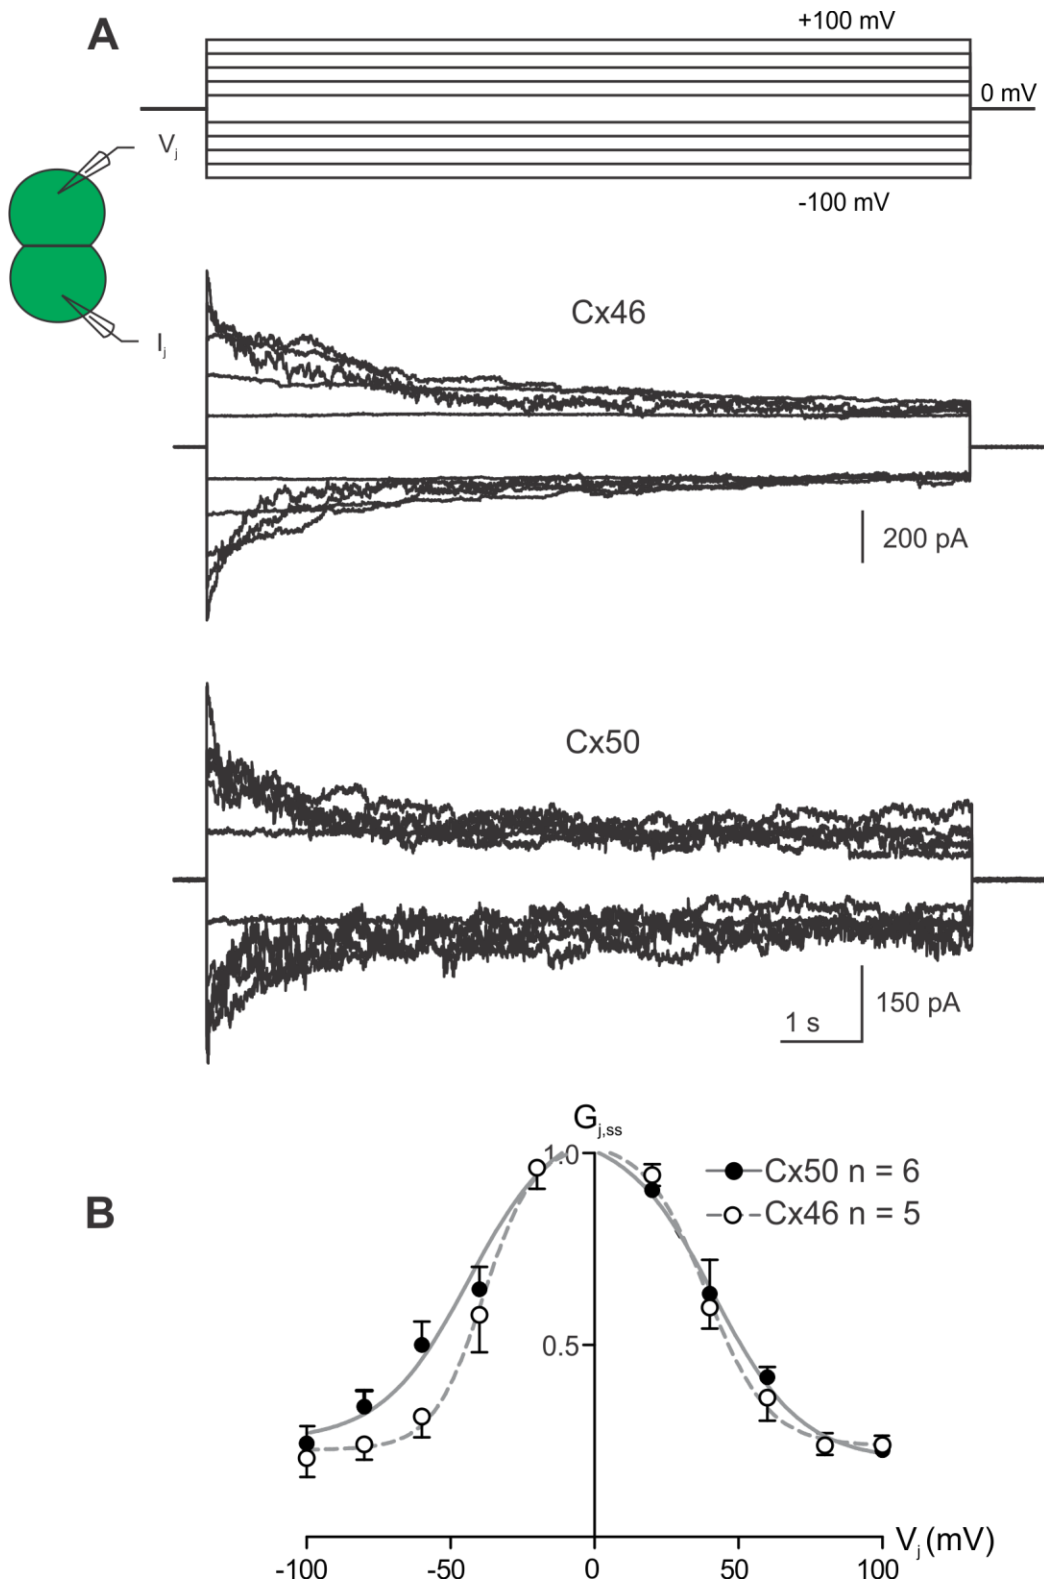 A
+100 mV
0 mV
Vj
-100 mV
Cx46
Ij
200 pA
Cx50
150 pA
1 s
Gj,ss
1.0
Cx50 n = 6
B
Cx46 n = 5
0.5
Vj (mV)
-100 -50 0 50 100